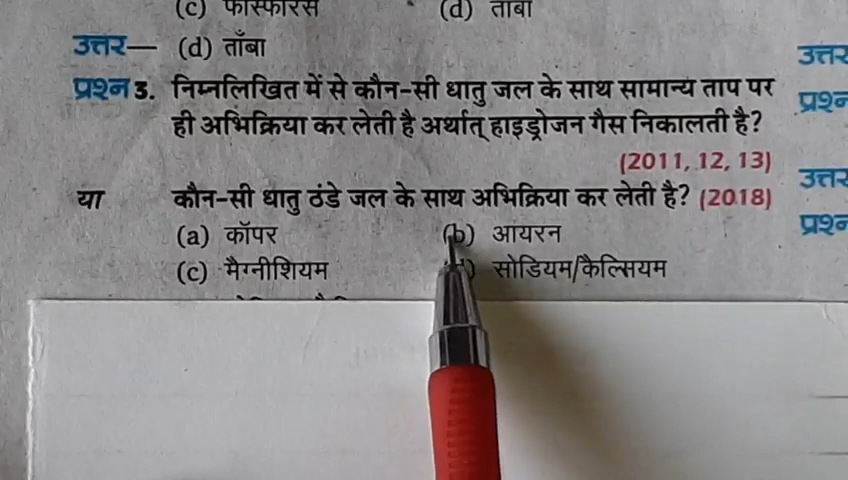 (c) फास्फोरस (d) ताँबा
उत्तर— (d) ताँबा
प्रश्न 3. निम्नलिखित में से कौन-सी धातु जल के साथ सामान्य ताप पर
ही अभिक्रिया कर लेती है अर्थात् हाइड्रोजन गैस निकालती है?
(2011, 12, 13)
या कौन-सी धातु ठंडे जल के साथ अभिक्रिया कर लेती है? (2018)
(a) कॉपर (b) आयरन
(c) मैग्नीशियम (d) सोडियम/कैल्सियम
उत्तर
प्रश्न
उत्तर
प्रश्न